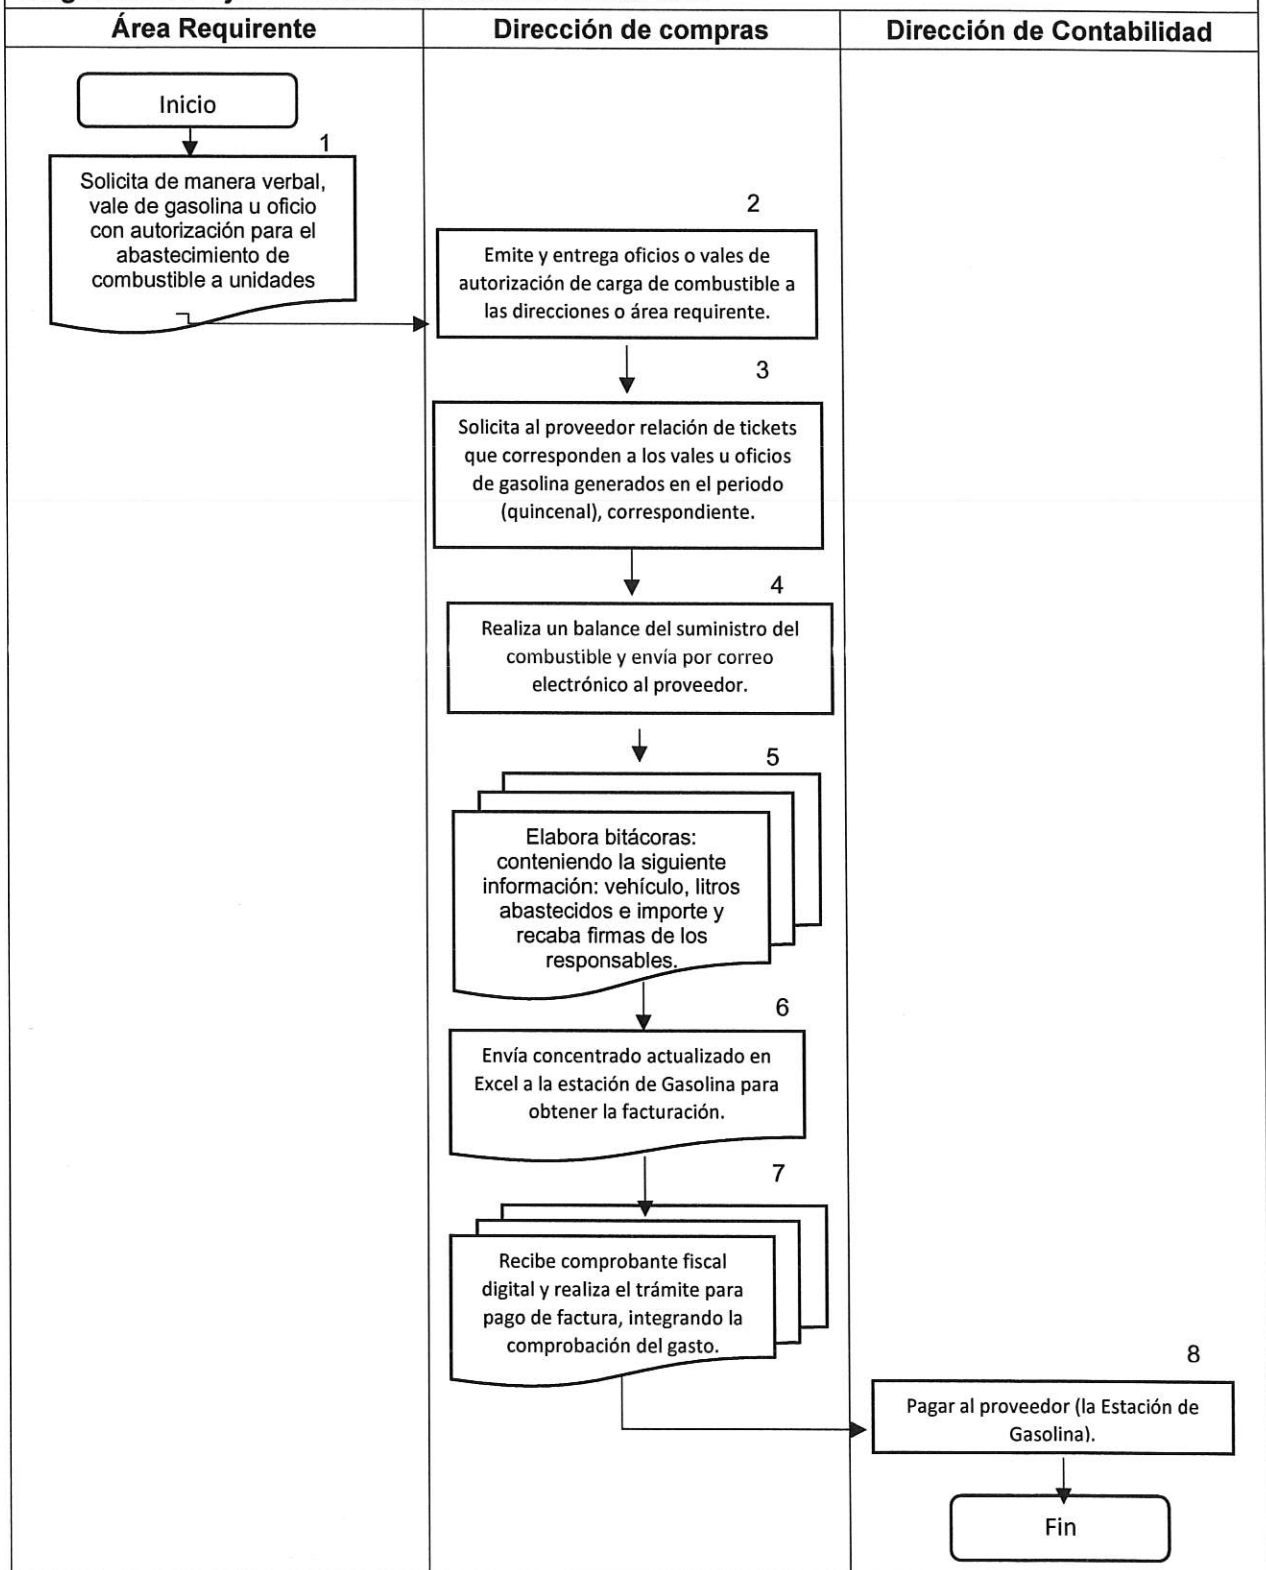 Área Requirente
Dirección de compras
Dirección de Contabilidad
Inicio
1
Solicita de manera verbal,
vale de gasolina u oficio
con autorización para el
abastecimiento de
combustible a unidades
2
Emite y entrega oficios o vales de
autorización de carga de combustible a
las direcciones o área requirente.
3
Solicita al proveedor relación de tickets
que corresponden a los vales u oficios
de gasolina generados en el periodo
(quincenal), correspondiente.
4
Realiza un balance del suministro del
combustible y envía por correo
electrónico al proveedor.
5
Elabora bitácoras:
conteniendo la siguiente
información: vehículo, litros
abastecidos e importe y
recaba firmas de los
responsables.
6
Envía concentrado actualizado en
Excel a la estación de Gasolina para
obtener la facturación.
7
Recibe comprobante fiscal
digital y realiza el trámite para
pago de factura, integrando la
comprobación del gasto.
8
Pagar al proveedor (la Estación de
Gasolina).
Fin